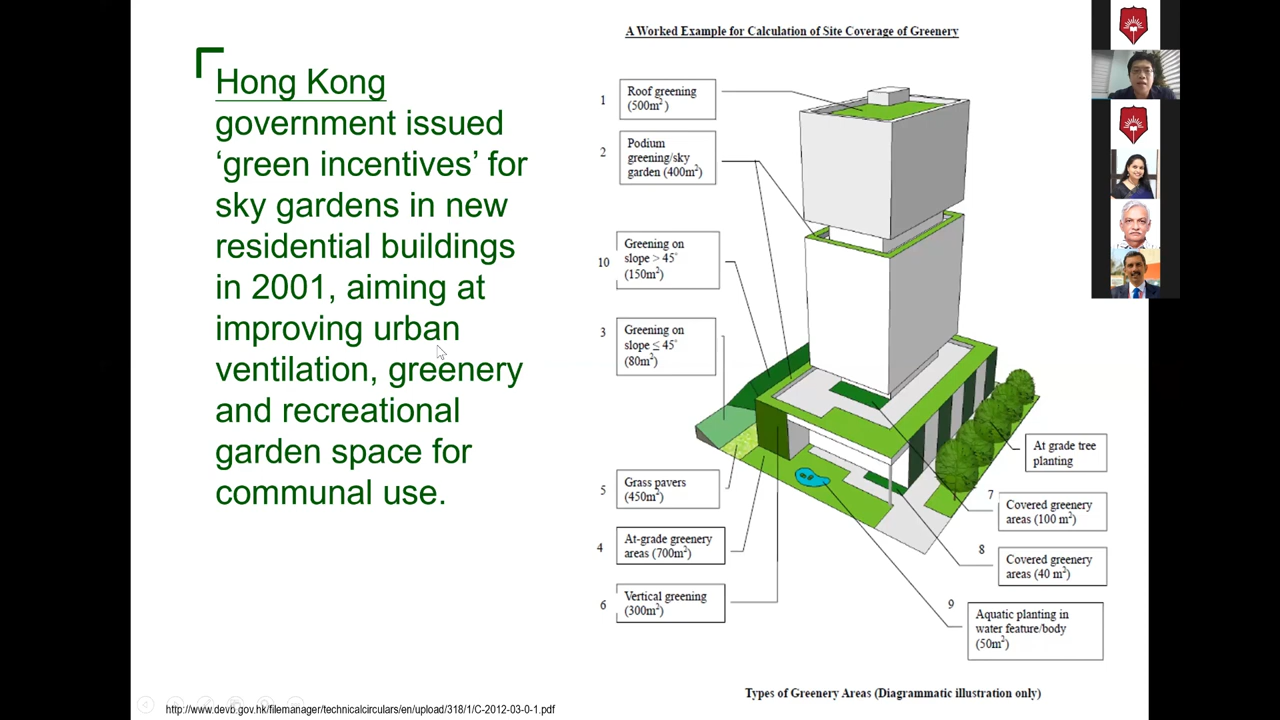 A Worked Example for Calculation of Site Coverage of Greenery
Hong Kong
government issued
‘green incentives’ for
sky gardens in new
residential buildings
in 2001, aiming at
improving urban
ventilation, greenery
and recreational
garden space for
communal use.
1
Roof greening
(500m²)
2
Podium
greening/sky
garden (400m²)
10
Greening on
slope > 45°
(150m²)
3
Greening on
slope ≤ 45°
(80m²)
5
Grass pavers
(450m²)
4
At-grade greenery
areas (700m²)
6
Vertical greening
(300m²)
At grade tree
planting
7
Covered greenery
areas (100 m²)
8
Covered greenery
areas (40 m²)
9
Aquatic planting in
water feature/body
(50m²)
Types of Greenery Areas (Diagrammatic illustration only)
http://www.devb.gov.hk/filemanager/technicalcirculars/en/upload/318/1/C-2012-03-0-1.pdf